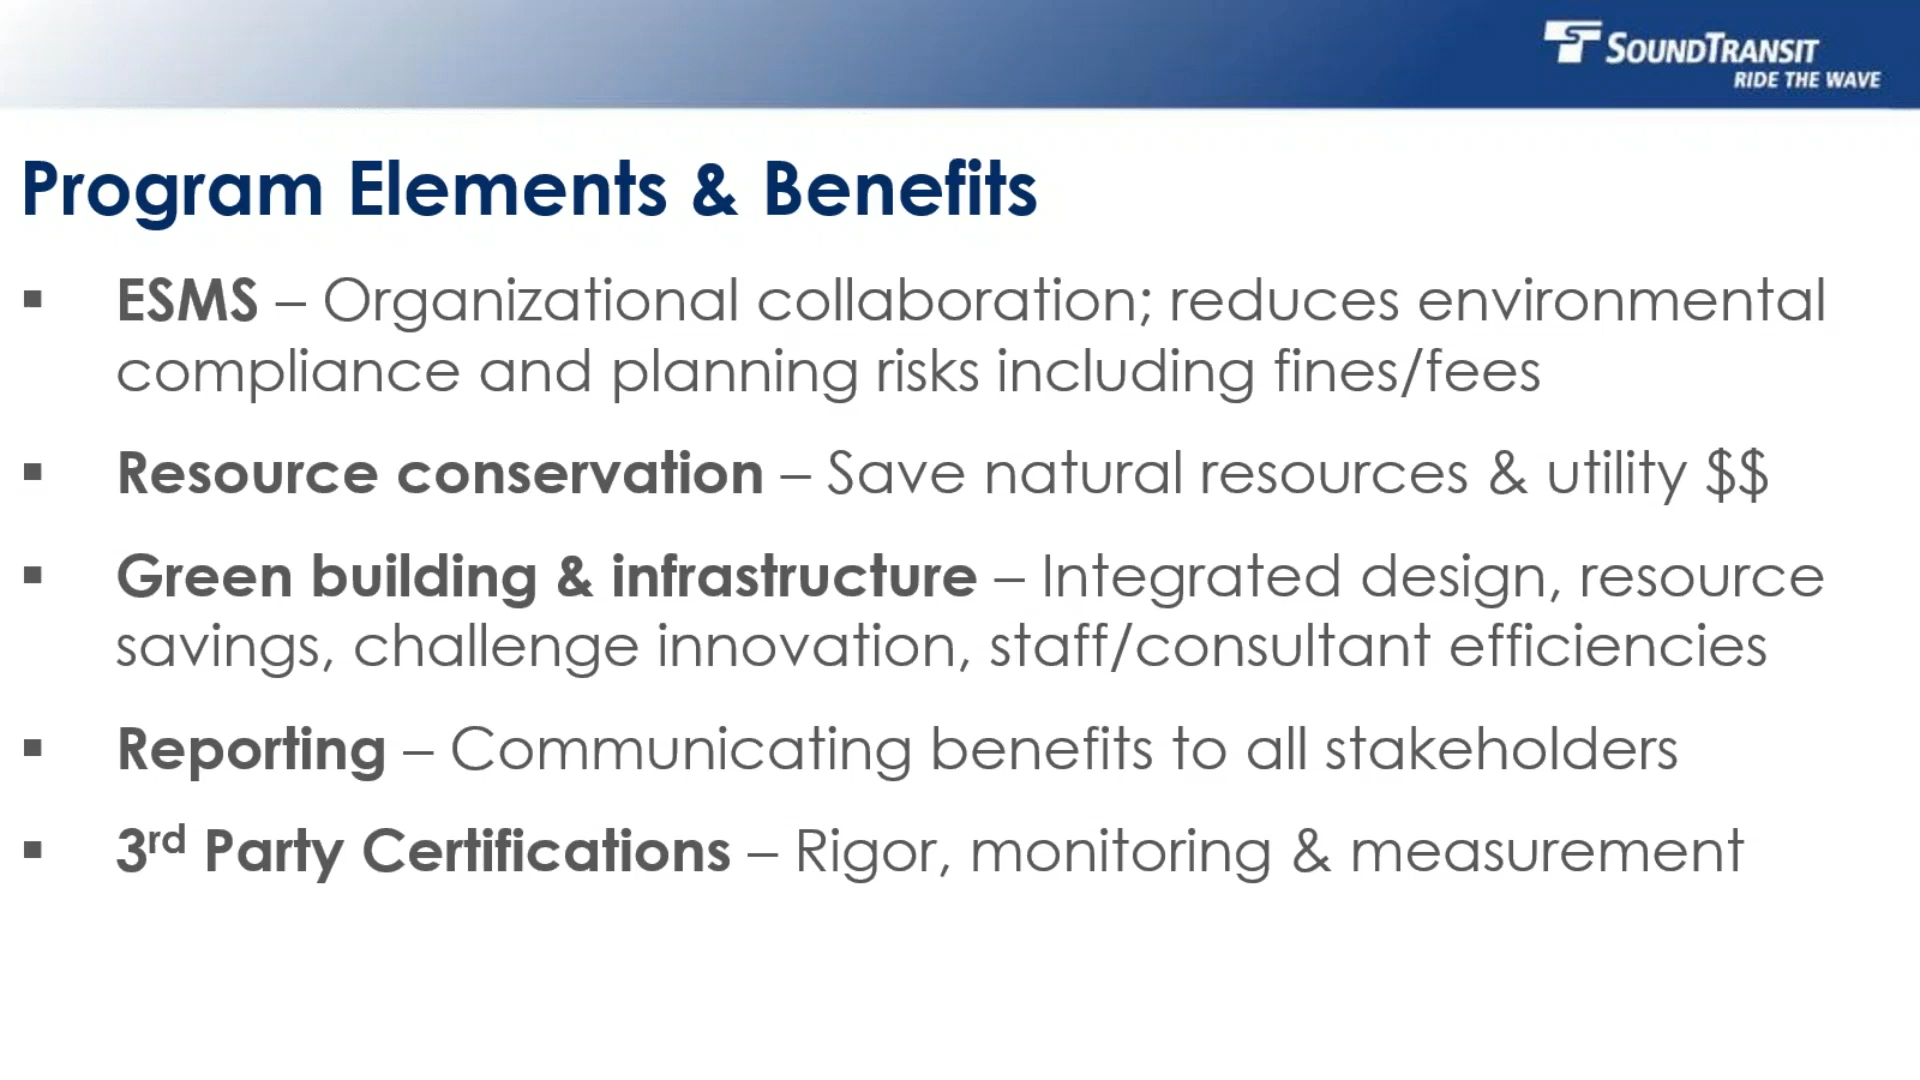 SOUNDTRANSIT
RIDE THE WAVE
Program Elements & Benefits
▪ ESMS – Organizational collaboration; reduces environmental
compliance and planning risks including fines/fees
▪ Resource conservation – Save natural resources & utility $$
▪ Green building & infrastructure – Integrated design, resource
savings, challenge innovation, staff/consultant efficiencies
▪ Reporting – Communicating benefits to all stakeholders
▪ 3rd Party Certifications – Rigor, monitoring & measurement